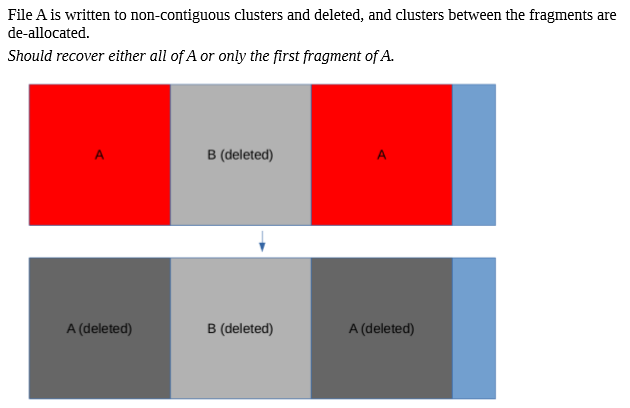 File A is written to non-contiguous clusters and deleted, and clusters between the fragments are
de-allocated.
Should recover either all of A or only the first fragment of A.
A
B (deleted)
A
A (deleted)
B (deleted)
A (deleted)